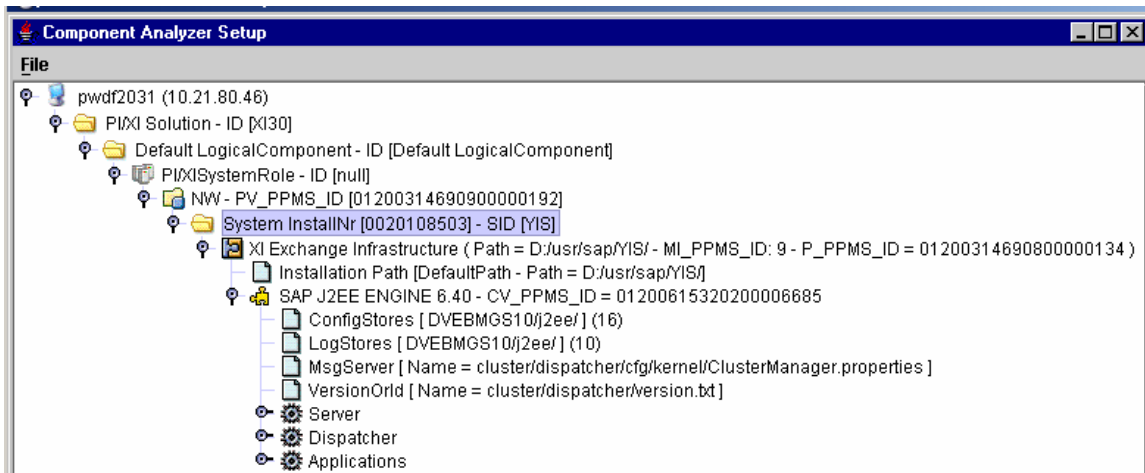 Component Analyzer Setup
File
pwdf2031 (10.21.80.46)
PI/XI Solution - ID [XI30]
Default LogicalComponent - ID [Default LogicalComponent]
PI/XISystemRole - ID [null]
NW - PV_PPMS_ID [01200314690900000192]
System InstallNr [0020108503] - SID [YIS]
XI Exchange Infrastructure ( Path = D:/usr/sap/YIS/ - MI_PPMS_ID: 9 - P_PPMS_ID = 01200314690800000134 )
Installation Path [DefaultPath - Path = D:/usr/sap/YIS/]
SAP J2EE ENGINE 6.40 - CV_PPMS_ID = 01200615320200006685
ConfigStores [ DVEBMGS10/j2ee/ ] (16)
LogStores [ DVEBMGS10/j2ee/ ] (10)
MsgServer [ Name = cluster/dispatcher/cfg/kernel/ClusterManager.properties ]
VersionOrId [ Name = cluster/dispatcher/version.txt ]
Server
Dispatcher
Applications